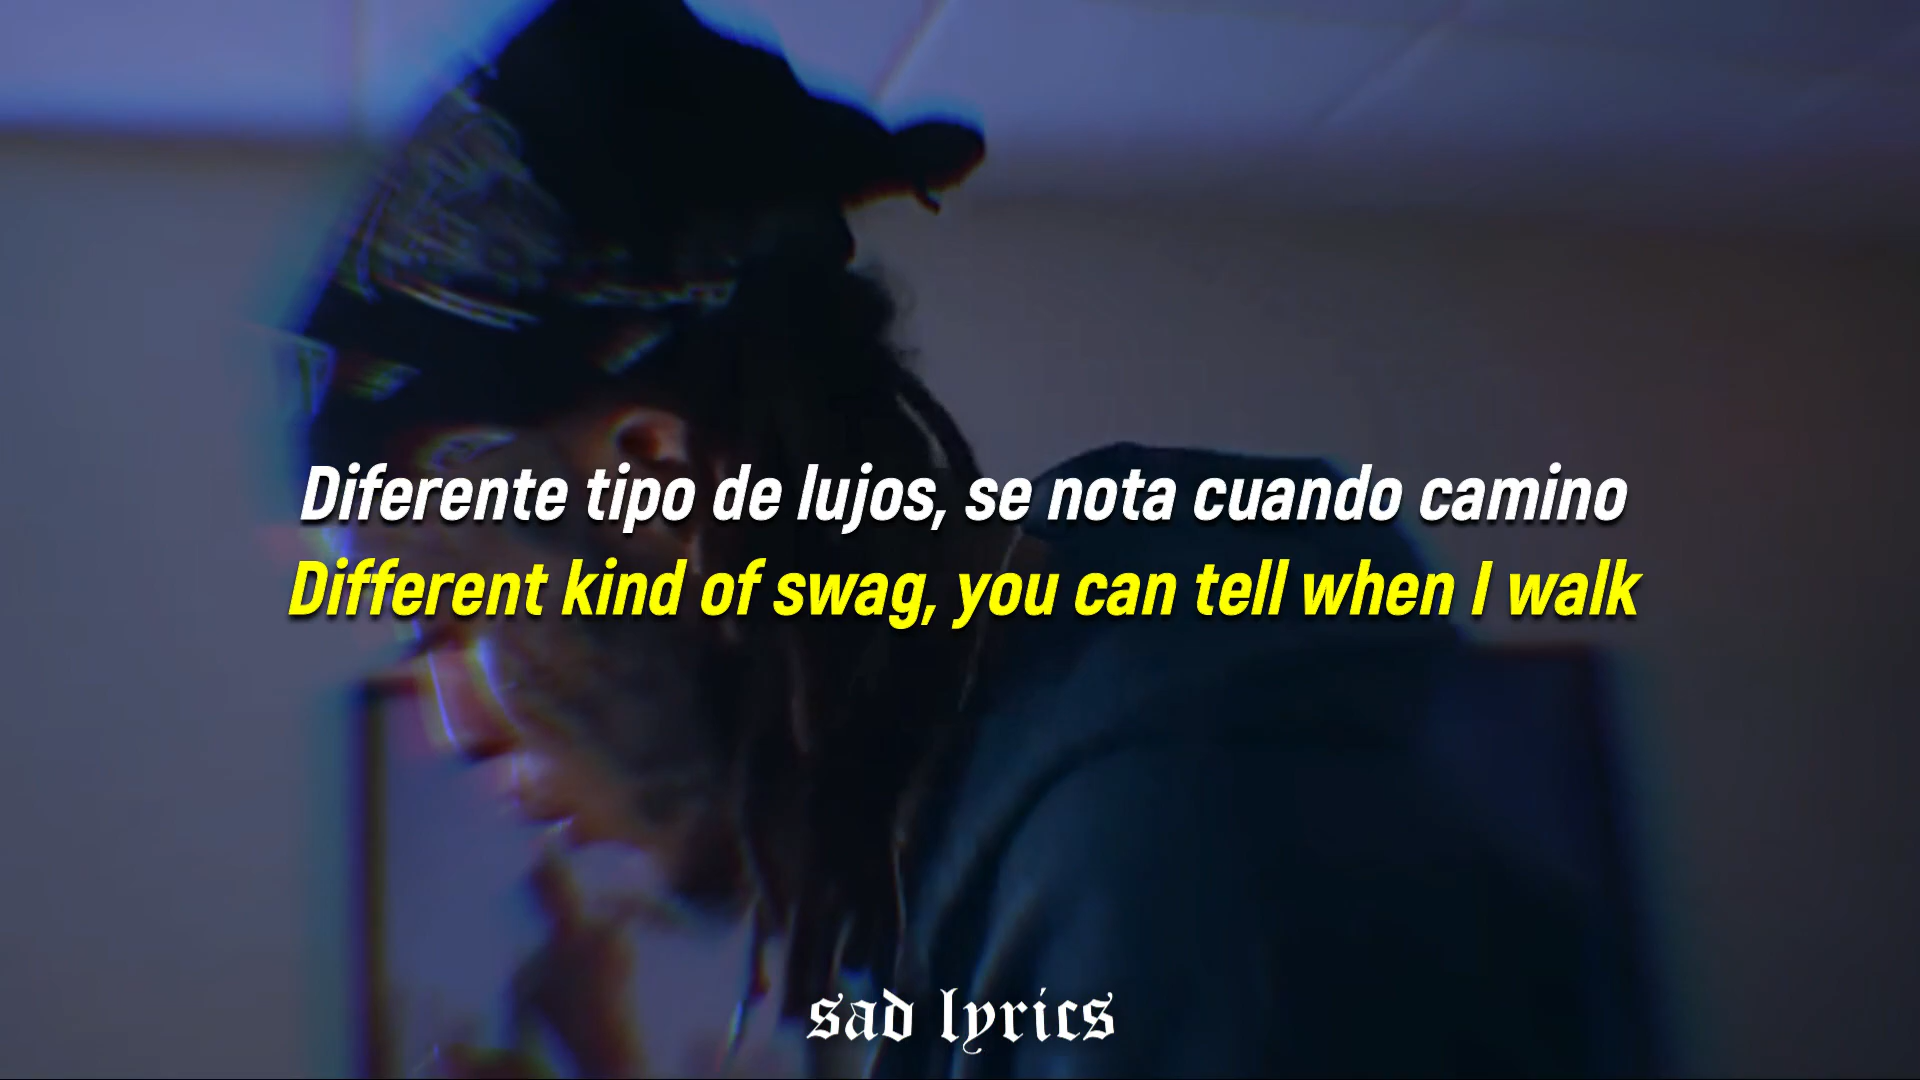 Diferente tipo de lujos, se nota cuando camino
Different kind of swag, you can tell when I walk
sad lyrics